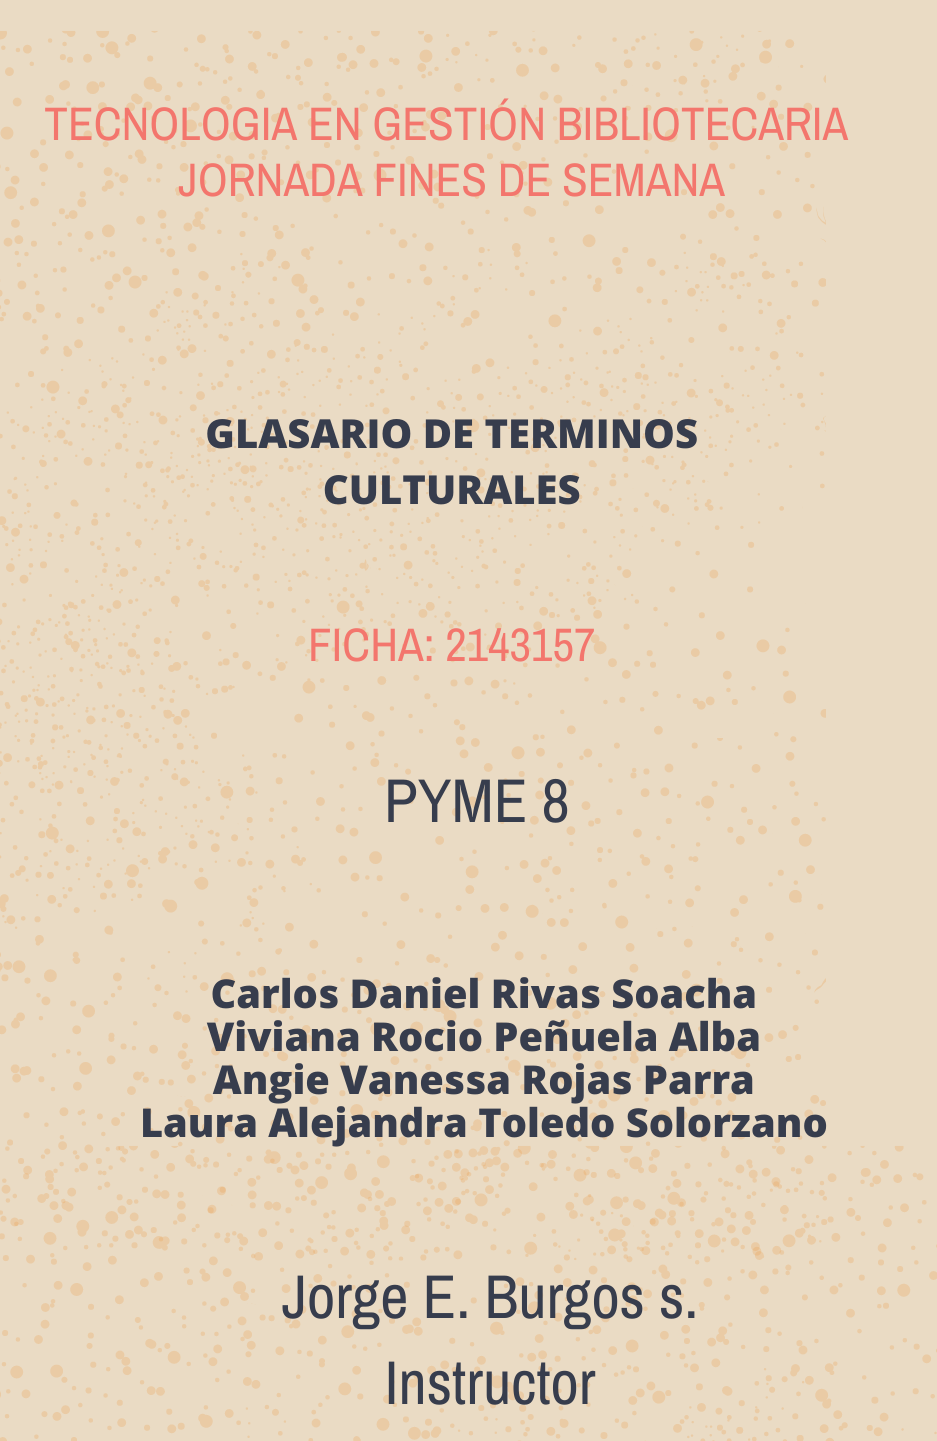 TECNOLOGIA EN GESTIÓN BIBLIOTECARIA
JORNADA FINES DE SEMANA
GLASARIO DE TERMINOS
CULTURALES
FICHA: 2143157
PYME 8
Carlos Daniel Rivas Soacha
Viviana Rocio Peñuela Alba
Angie Vanessa Rojas Parra
Laura Alejandra Toledo Solorzano
Jorge E. Burgos s.
Instructor